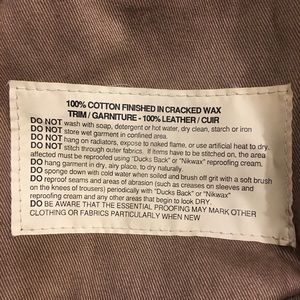 100% COTTON FINISHED IN CRACKED WAX
TRIM / GARNITURE - 100% LEATHER / CUIR
DO NOT wash with soap, detergent or hot water, dry clean, starch or iron
DO NOT store wet garment in confined area.
DO NOT hang on radiators, expose to naked flame, or use artificial heat to dry.
DO NOT stitch through outer fabrics. If items have to be stitched on, the area
affected must be reproofed using "Ducks Back" or "Nikwax" reproofing cream.
DO hang garment in dry, airy place, to dry naturally.
DO sponge down with cold water when soiled and brush off grit with a soft brush
DO reproof seams and areas of abrasion (such as creases on sleeves and
on the knees of trousers) periodically with "Ducks Back" or "Nikwax"
reproofing cream and any other areas that begin to look DRY.
DO BE AWARE THAT THE ESSENTIAL PROOFING MAY MARK OTHER
CLOTHING OR FABRICS PARTICULARLY WHEN NEW